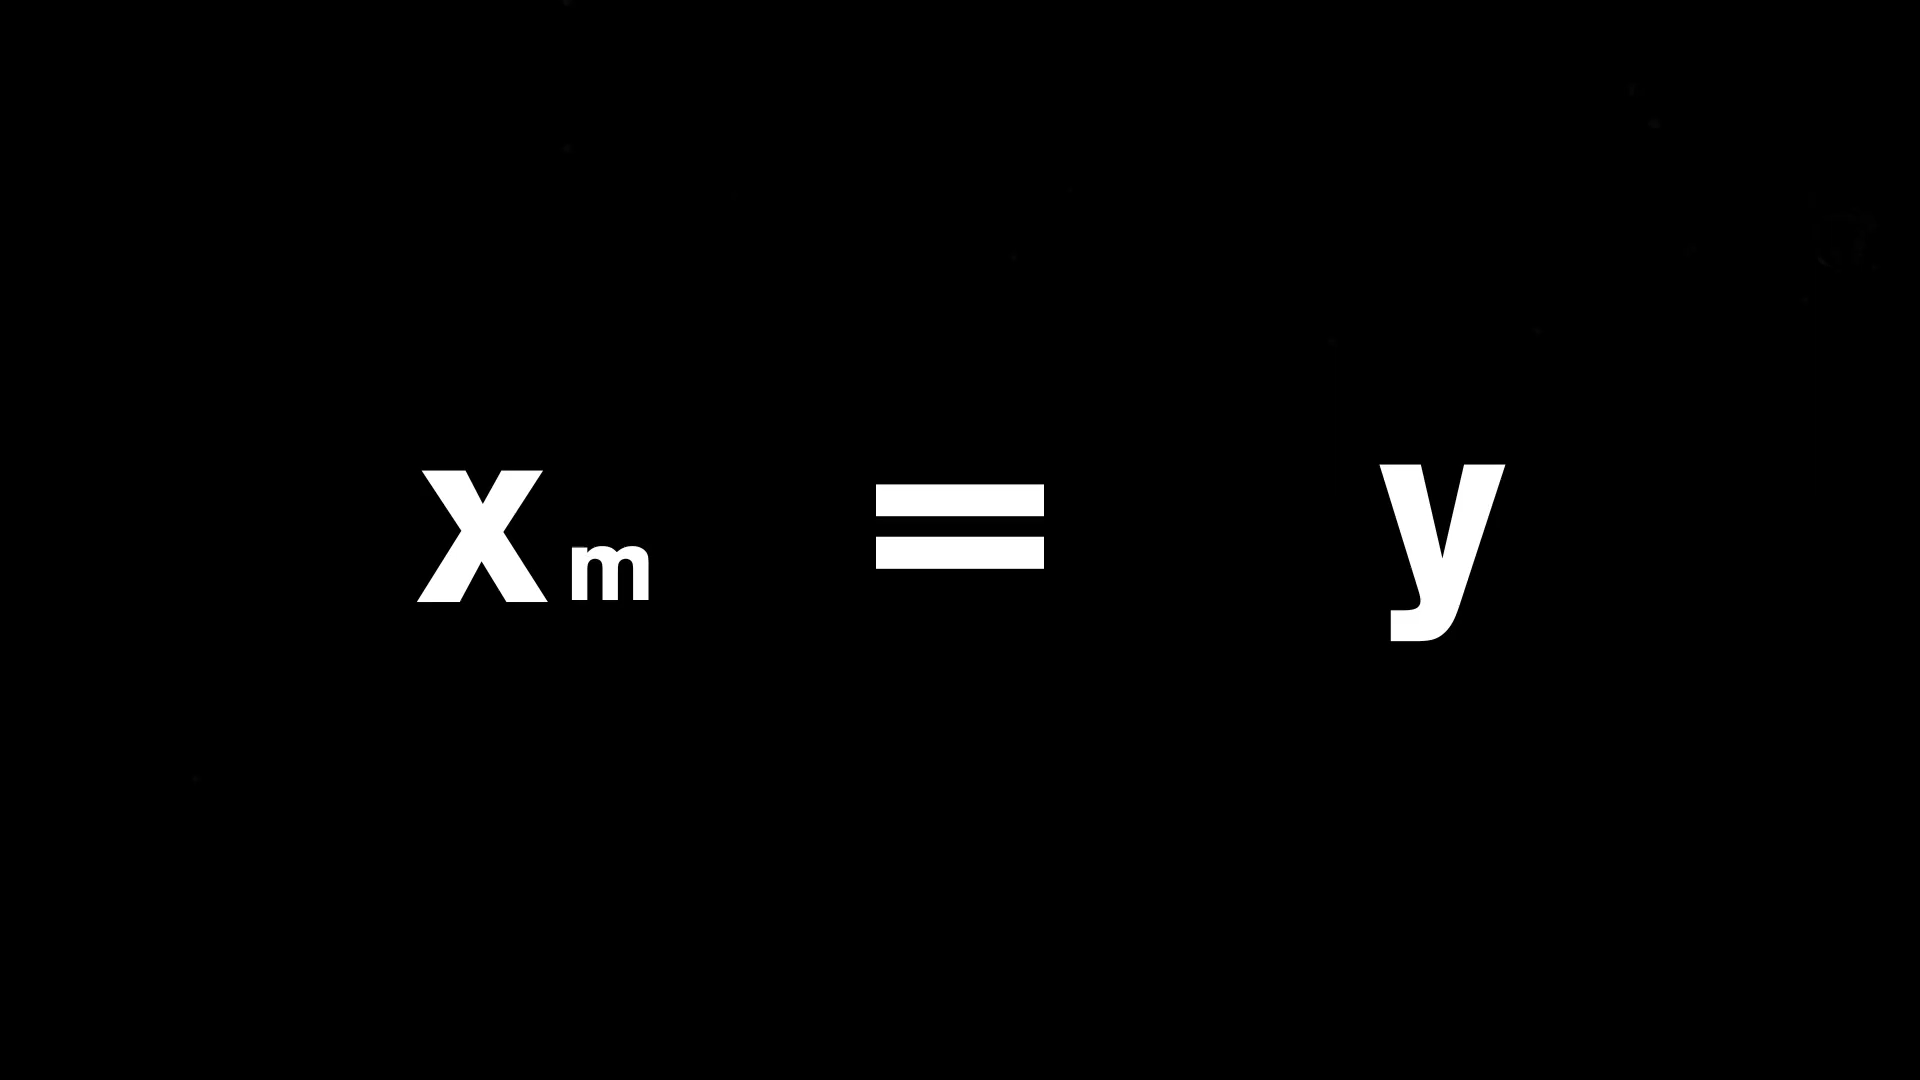 xₘ = y